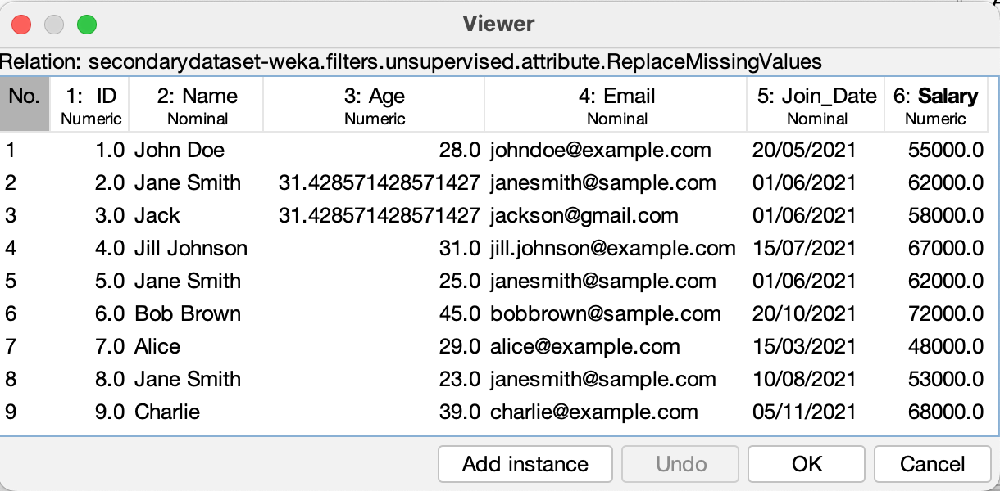 Viewer
Relation: secondarydataset-weka.filters.unsupervised.attribute.ReplaceMissingValues
No. 1: ID 2: Name 3: Age 4: Email 5: Join_Date 6: Salary
Numeric Nominal Numeric Nominal Nominal Numeric
1 1.0 John Doe 28.0 johndoe@example.com 20/05/2021 55000.0
2 2.0 Jane Smith 31.428571428571427 janesmith@sample.com 01/06/2021 62000.0
3 3.0 Jack 31.428571428571427 jackson@gmail.com 01/06/2021 58000.0
4 4.0 Jill Johnson 31.0 jill.johnson@example.com 15/07/2021 67000.0
5 5.0 Jane Smith 25.0 janesmith@sample.com 01/06/2021 62000.0
6 6.0 Bob Brown 45.0 bobbrown@sample.com 20/10/2021 72000.0
7 7.0 Alice 29.0 alice@example.com 15/03/2021 48000.0
8 8.0 Jane Smith 23.0 janesmith@sample.com 10/08/2021 53000.0
9 9.0 Charlie 39.0 charlie@example.com 05/11/2021 68000.0
Add instance Undo OK Cancel